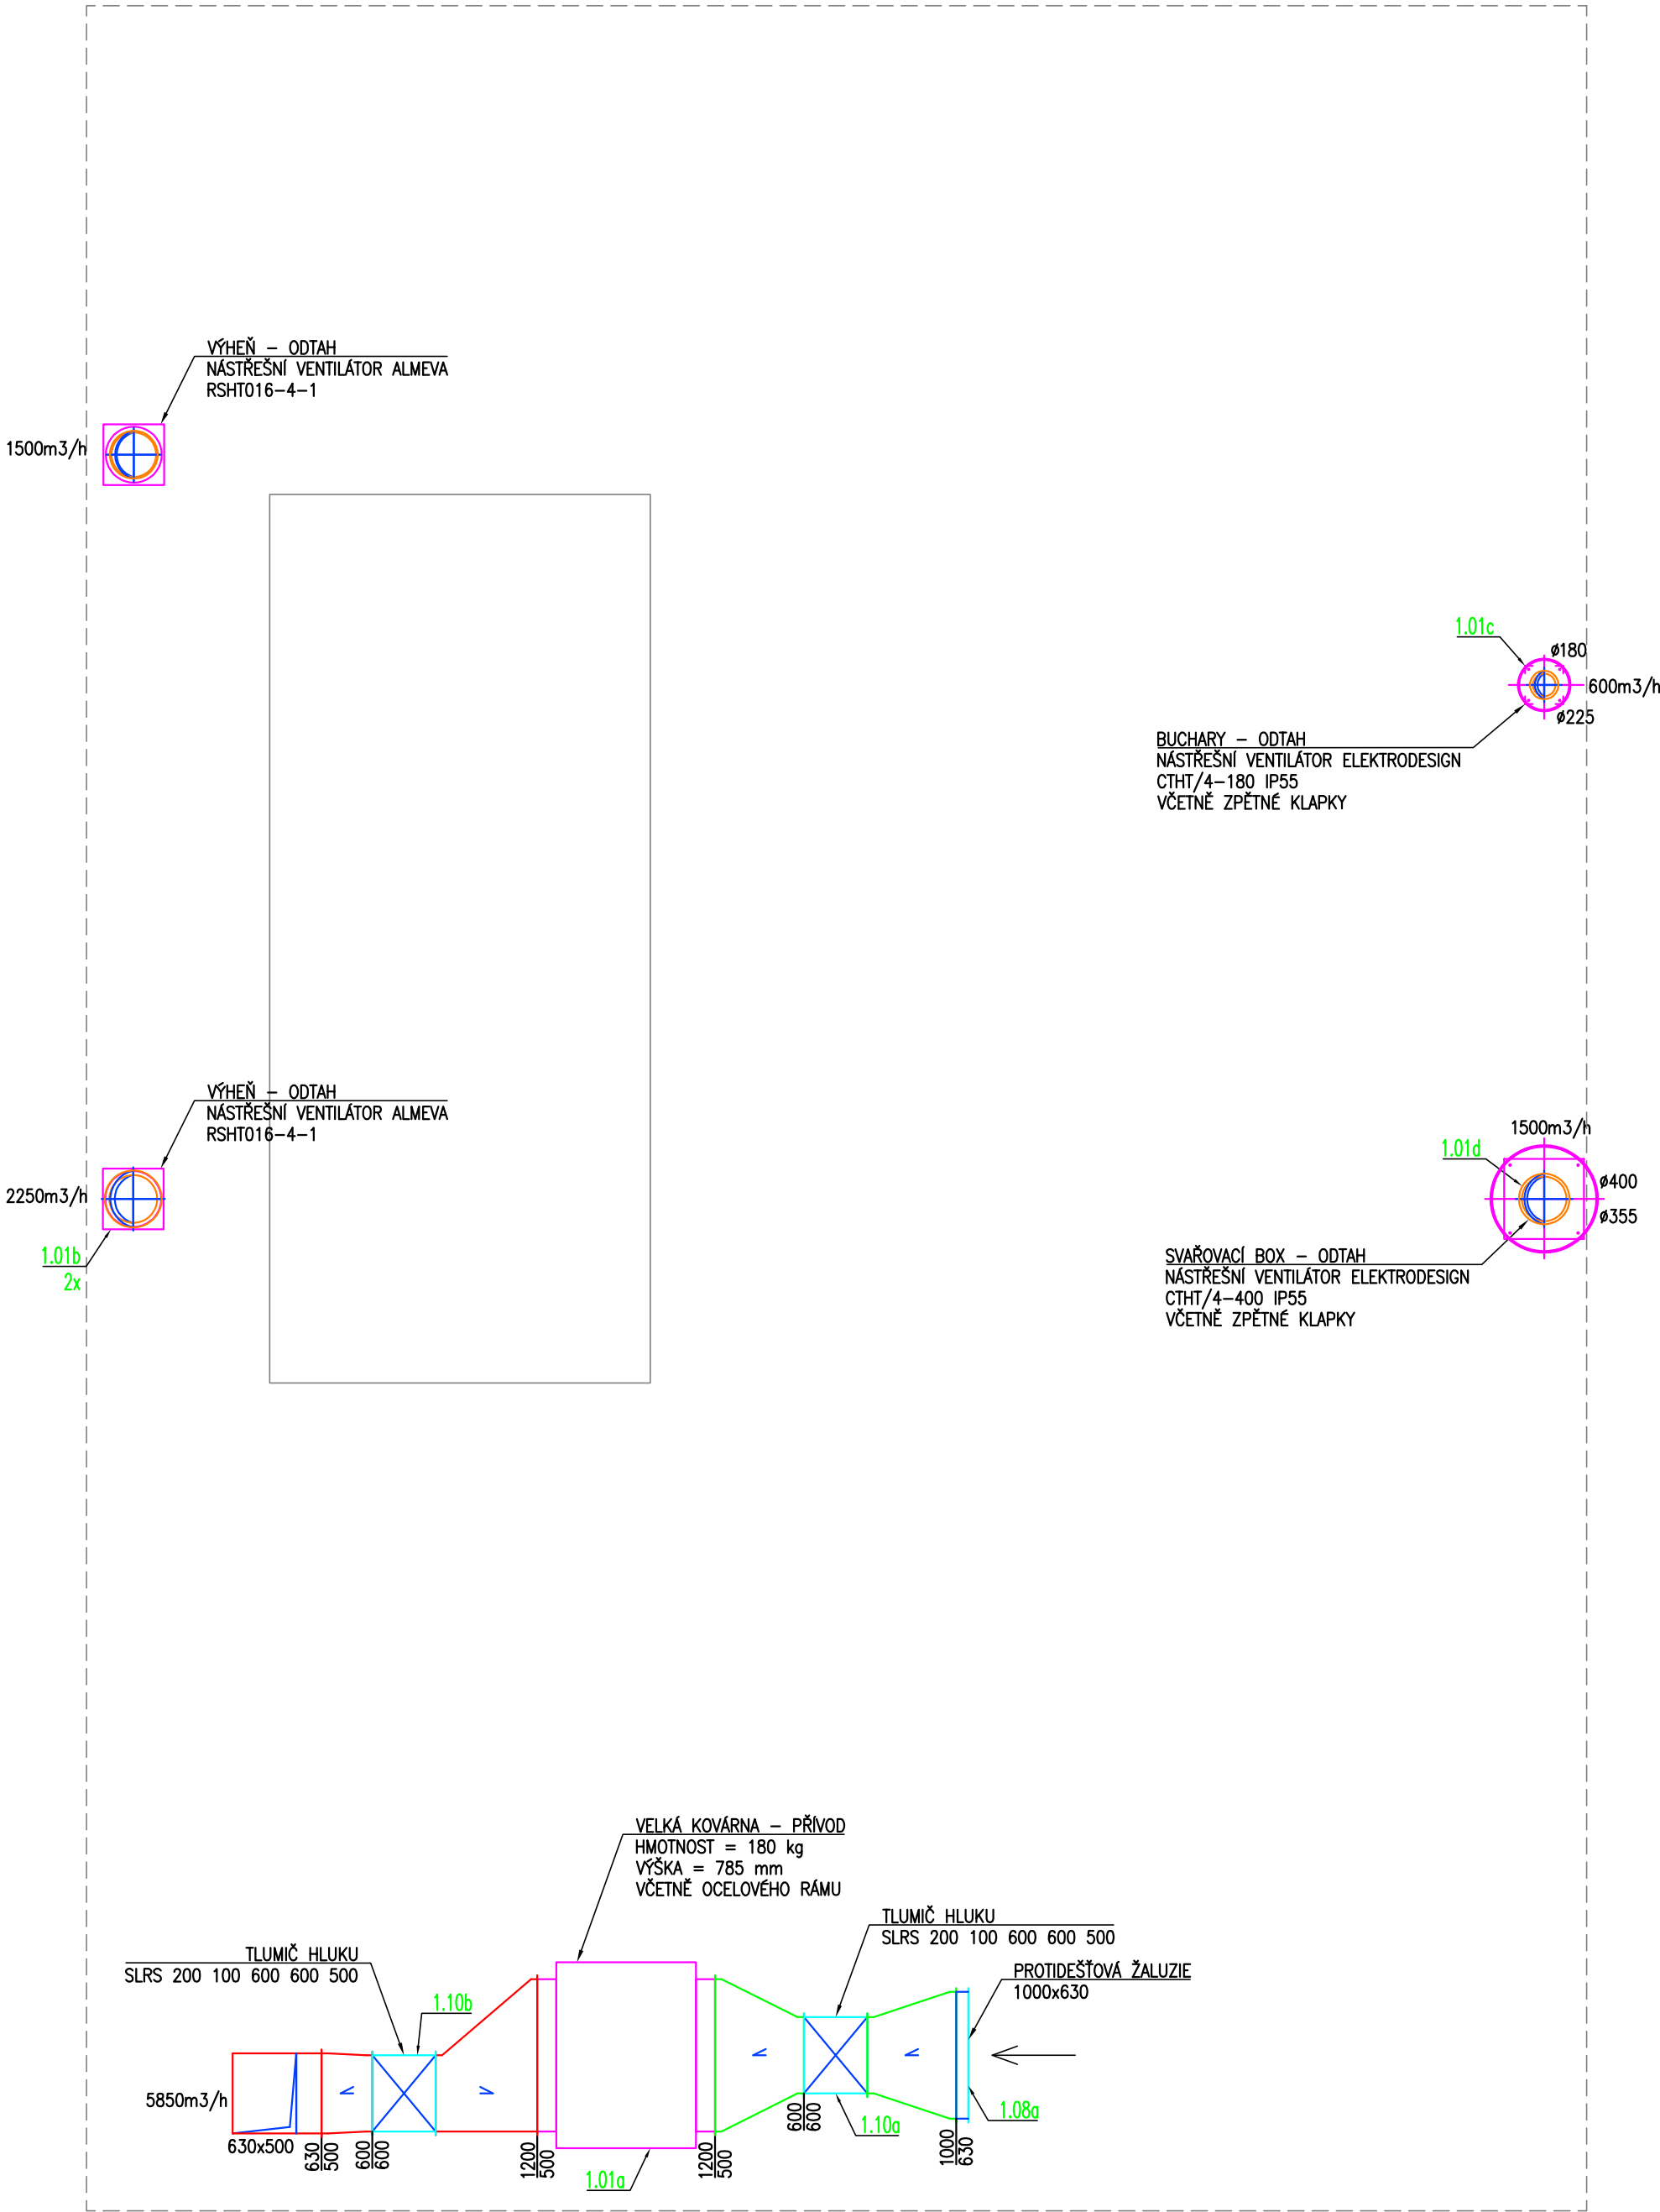 VÝHEŇ – ODTAH
NÁSTŘEŠNÍ VENTILÁTOR ALMEVA
RSHT016–4–1
1500m3/h
1.01c
ø180
600m3/h
ø225
BUCHARY – ODTAH
NÁSTŘEŠNÍ VENTILÁTOR ELEKTRODESIGN
CTHT/4–180 IP55
VČETNĚ ZPĚTNÉ KLAPKY
VÝHEŇ – ODTAH
NÁSTŘEŠNÍ VENTILÁTOR ALMEVA
RSHT016–4–1
2250m3/h
1.01b
2x
1500m3/h
1.01d
ø400
ø355
SVAŘOVACÍ BOX – ODTAH
NÁSTŘEŠNÍ VENTILÁTOR ELEKTRODESIGN
CTHT/4–400 IP55
VČETNĚ ZPĚTNÉ KLAPKY
VELKÁ KOVÁRNA – PŘÍVOD
HMOTNOST = 180 kg
VÝŠKA = 785 mm
VČETNĚ OCELOVÉHO RÁMU
TLUMIČ HLUKU
SLRS 200 100 600 600 500
TLUMIČ HLUKU
SLRS 200 100 600 600 500
PROTIDEŠŤOVÁ ŽALUZIE
1000x630
1.10b
5850m3/h
630x500
630
500
600
600
1200
500
1.01a
1200
500
600
600
1.10a
1000
630
1.08a